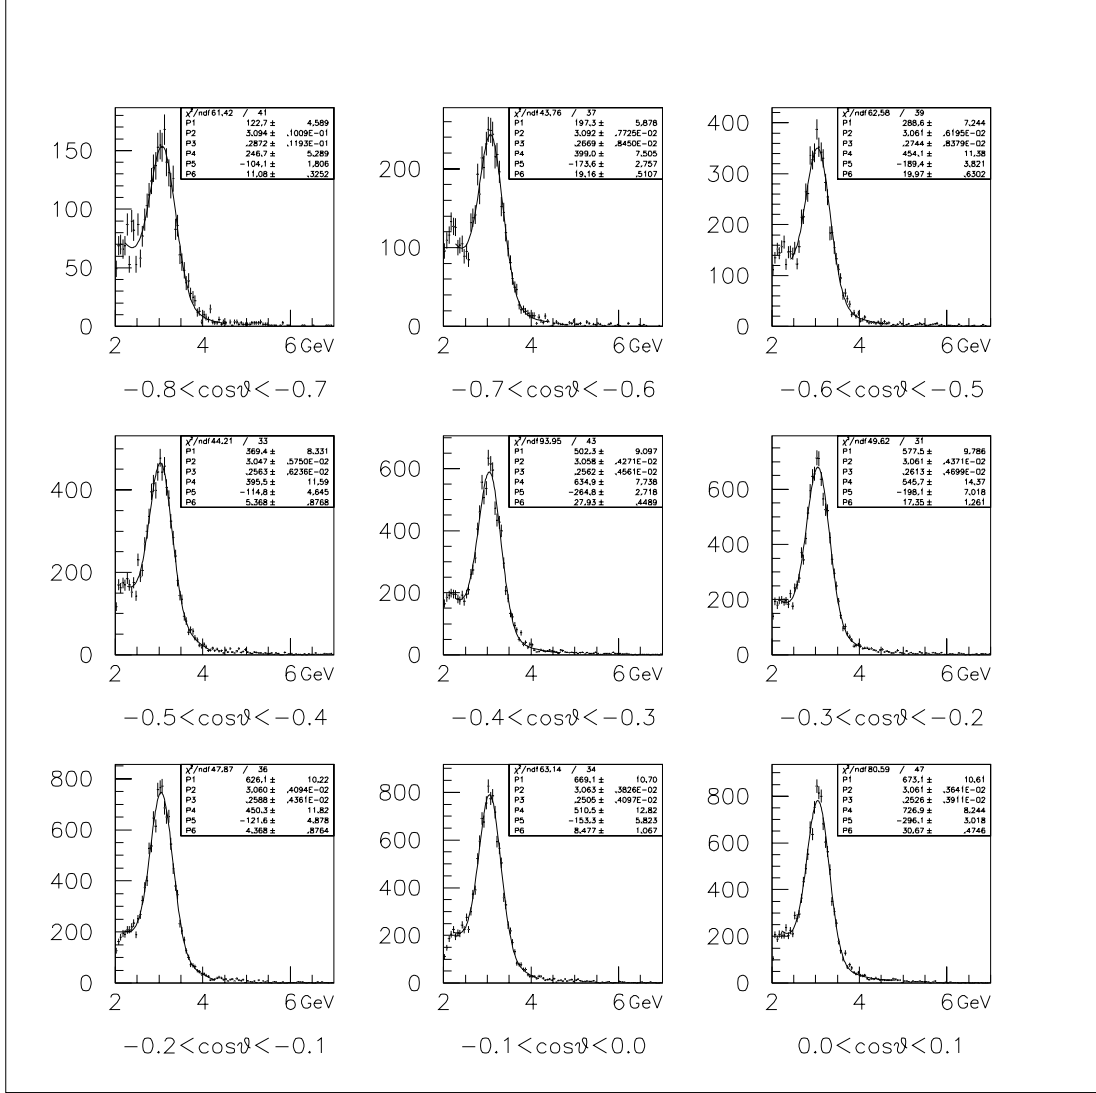 χ²/ndf 61.42 / 41
P1 122.7 ± 4.589
P2 3.094 ± .1009E-01
P3 .2872 ± .1193E-01
P4 246.7 ± 5.289
P5 -104.1 ± 1.806
P6 11.08 ± .3252
150
100
50
0
2 4 6 GeV
−0.8<cosϑ<−0.7
χ²/ndf 43.76 / 37
P1 197.3 ± 5.878
P2 3.092 ± .7725E-02
P3 .2669 ± .8450E-02
P4 399.0 ± 7.505
P5 -173.6 ± 2.757
P6 19.16 ± .5107
200
100
0
2 4 6 GeV
−0.7<cosϑ<−0.6
χ²/ndf 62.58 / 39
P1 288.6 ± 7.244
P2 3.061 ± .6195E-02
P3 .2744 ± .8379E-02
P4 454.1 ± 11.38
P5 -189.4 ± 3.821
P6 19.97 ± .6302
400
300
200
100
0
2 4 6 GeV
−0.6<cosϑ<−0.5
χ²/ndf 44.21 / 33
P1 369.4 ± 8.331
P2 3.047 ± .5750E-02
P3 .2563 ± .6236E-02
P4 395.5 ± 11.59
P5 -114.8 ± 4.645
P6 5.368 ± .8768
400
200
0
2 4 6 GeV
−0.5<cosϑ<−0.4
χ²/ndf 93.95 / 43
P1 502.3 ± 9.097
P2 3.058 ± .4271E-02
P3 .2562 ± .4561E-02
P4 634.9 ± 7.738
P5 -264.8 ± 2.718
P6 27.93 ± .4489
600
400
200
0
2 4 6 GeV
−0.4<cosϑ<−0.3
χ²/ndf 49.62 / 31
P1 577.5 ± 9.786
P2 3.061 ± .4371E-02
P3 .2613 ± .4699E-02
P4 545.7 ± 14.37
P5 -198.1 ± 7.018
P6 17.35 ± 1.261
600
400
200
0
2 4 6 GeV
−0.3<cosϑ<−0.2
χ²/ndf 47.87 / 36
P1 626.1 ± 10.22
P2 3.060 ± .4094E-02
P3 .2588 ± .4361E-02
P4 450.3 ± 11.82
P5 -121.6 ± 4.878
P6 4.368 ± .8764
800
600
400
200
0
2 4 6 GeV
−0.2<cosϑ<−0.1
χ²/ndf 63.14 / 34
P1 669.1 ± 10.70
P2 3.063 ± .3826E-02
P3 .2505 ± .4097E-02
P4 510.5 ± 12.82
P5 -153.3 ± 5.823
P6 8.477 ± 1.067
800
600
400
200
0
2 4 6 GeV
−0.1<cosϑ<0.0
χ²/ndf 80.59 / 47
P1 673.1 ± 10.61
P2 3.061 ± .3641E-02
P3 .2526 ± .3911E-02
P4 726.9 ± 8.244
P5 -296.1 ± 3.018
P6 30.67 ± .4746
800
600
400
200
0
2 4 6 GeV
0.0<cosϑ<0.1